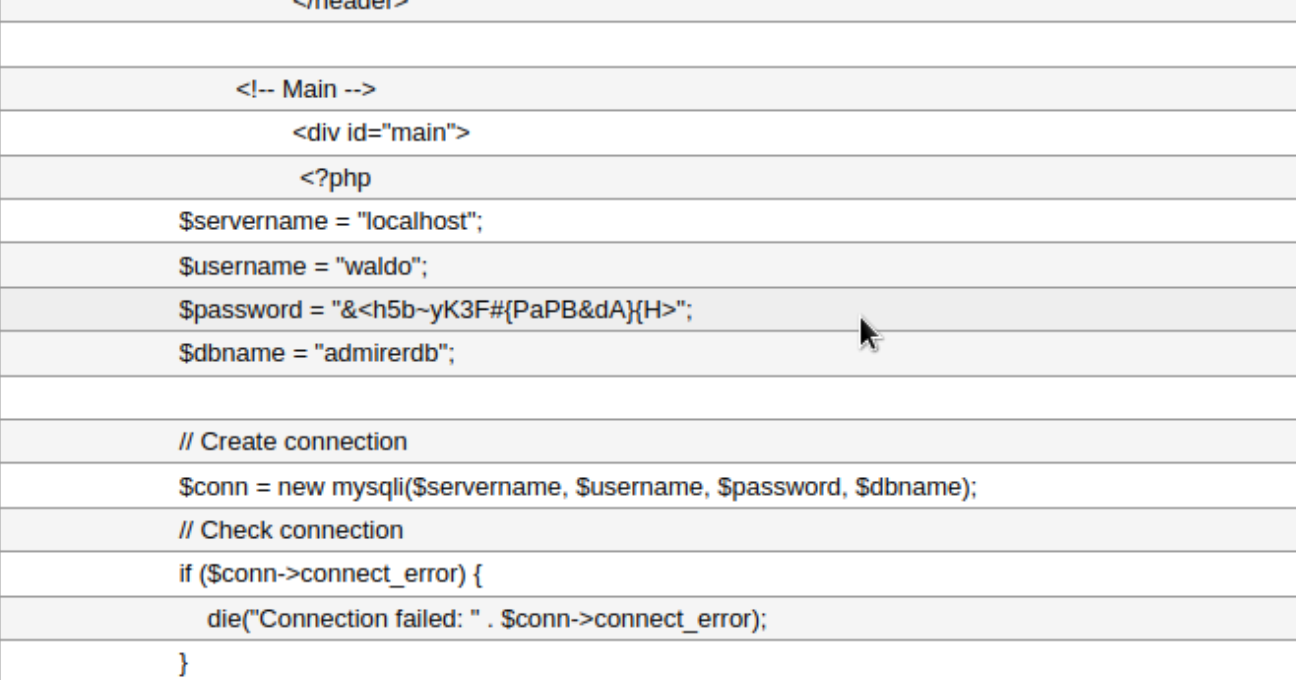 </header>
<!-- Main -->
<div id="main">
<?php
$servername = "localhost";
$username = "waldo";
$password = "&<h5b~yK3F#{PaPB&dA}{H>";
$dbname = "admirerdb";
// Create connection
$conn = new mysqli($servername, $username, $password, $dbname);
// Check connection
if ($conn->connect_error) {
die("Connection failed: " . $conn->connect_error);
}